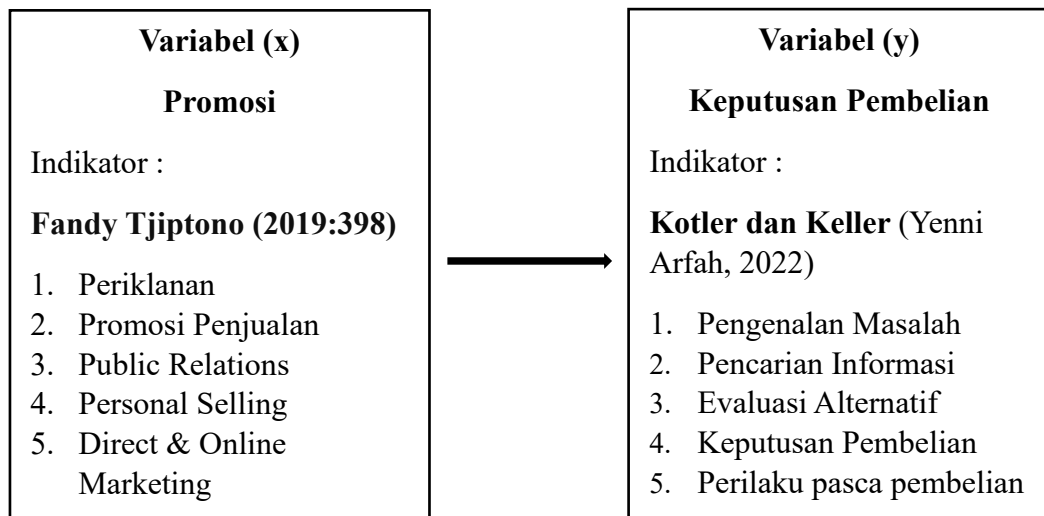 Variabel (x)
Promosi
Indikator :
Fandy Tjiptono (2019:398)
1. Periklanan
2. Promosi Penjualan
3. Public Relations
4. Personal Selling
5. Direct & Online
Marketing
Variabel (y)
Keputusan Pembelian
Indikator :
Kotler dan Keller (Yenni
Arfah, 2022)
1. Pengenalan Masalah
2. Pencarian Informasi
3. Evaluasi Alternatif
4. Keputusan Pembelian
5. Perilaku pasca pembelian